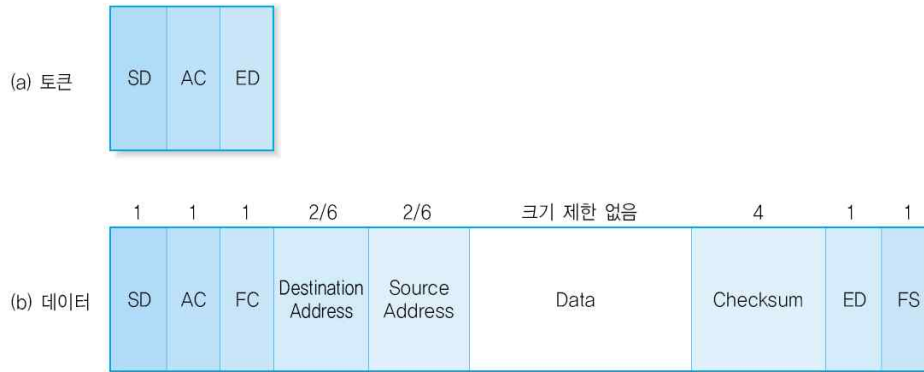 (a) 토큰 SD AC ED
1 1 1 2/6 2/6 크기 제한 없음 4 1 1
(b) 데이터 SD AC FC Destination Address Source Address Data Checksum ED FS